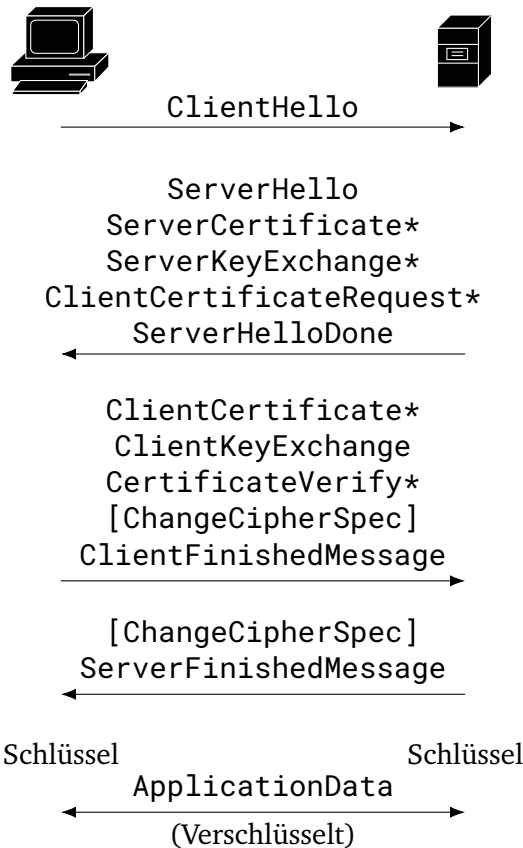 ClientHello
ServerHello
ServerCertificate*
ServerKeyExchange*
ClientCertificateRequest*
ServerHelloDone
ClientCertificate*
ClientKeyExchange
CertificateVerify*
[ChangeCipherSpec]
ClientFinishedMessage
[ChangeCipherSpec]
ServerFinishedMessage
Schlüssel Schlüssel
ApplicationData
(Verschlüsselt)